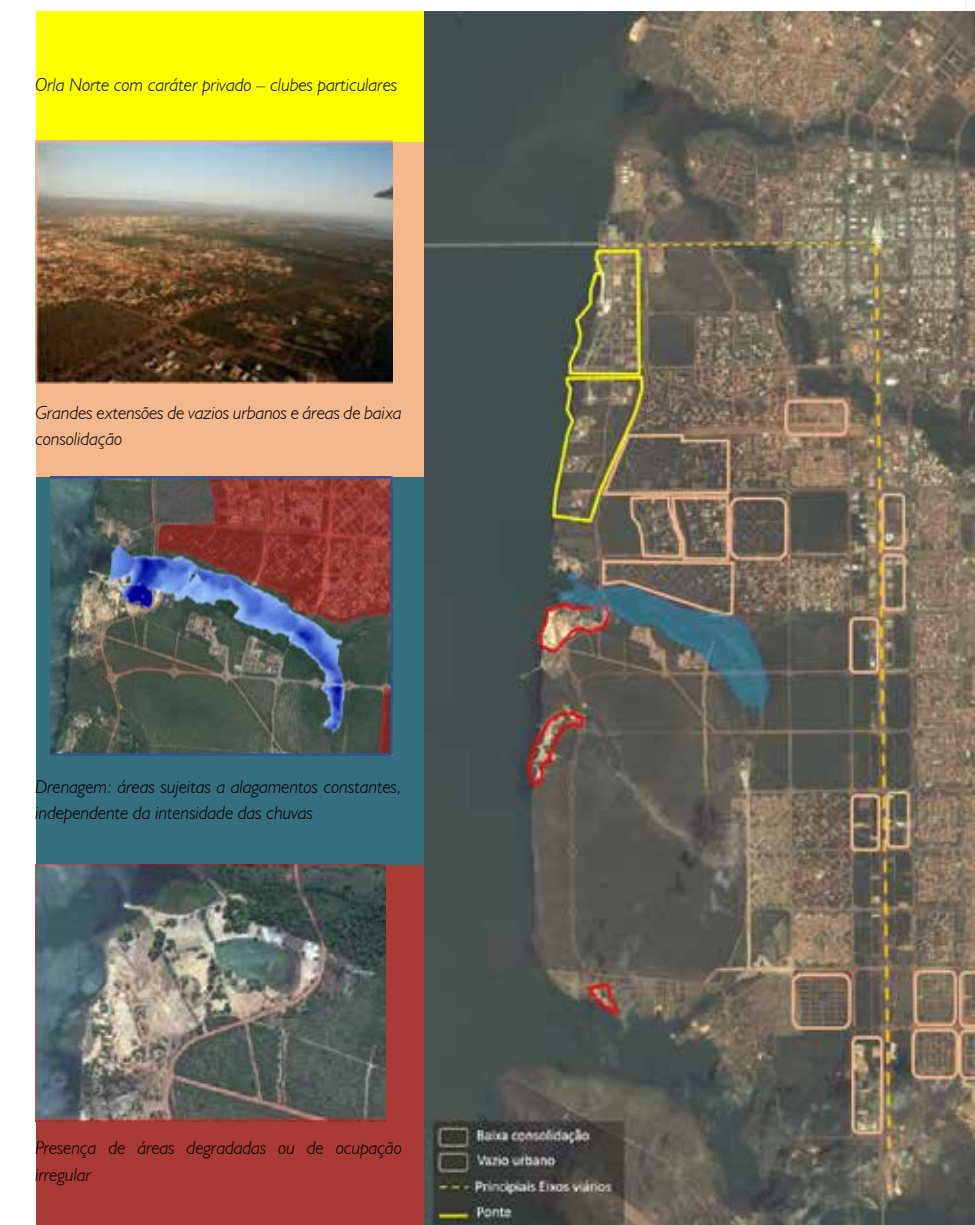 Orla Norte com caráter privado – clubes particulares
Grandes extensões de vazios urbanos e áreas de baixa
consolidação
Drenagem: áreas sujeitas a alagamentos constantes,
independente da intensidade das chuvas
Presença de áreas degradadas ou de ocupação
irregular
Baixa consolidação
Vazio urbano
Principiais Eixos viários
Ponte